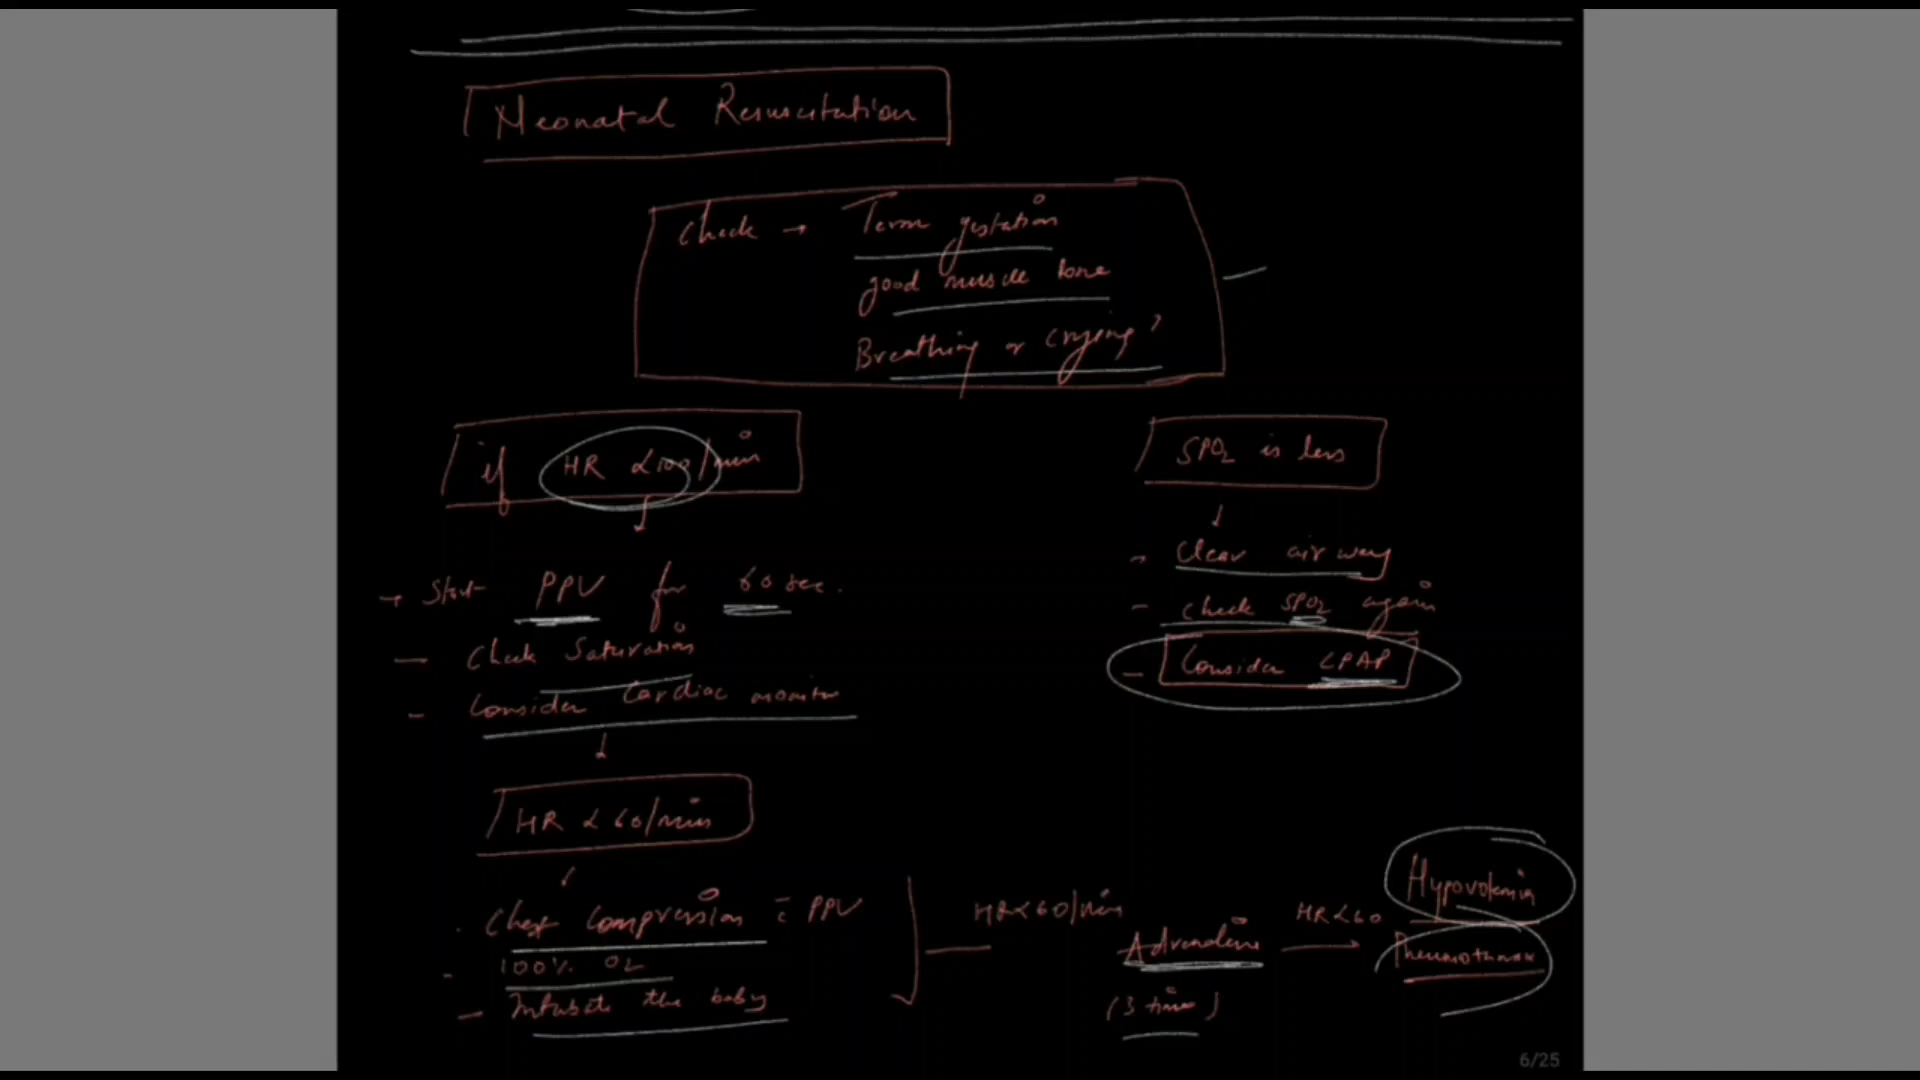 Neonatal Resuscitation
Check → Term gestation
good muscle tone
Breathing or crying?
if HR <100/min
→ Start PPV for 60 sec.
— Check Saturation
- Consider Cardiac monitor
↓
HR < 60/min
· Chest Compression c̄ PPV
- 100% O2
- Intubate the baby
HR<60/min
Adrenaline
(3 times)
HR<60 →
Hypovolemia
Pneumothorax
SPO2 is less
↓
→ Clear airway
- Check SPO2 again
- Consider CPAP
6/25